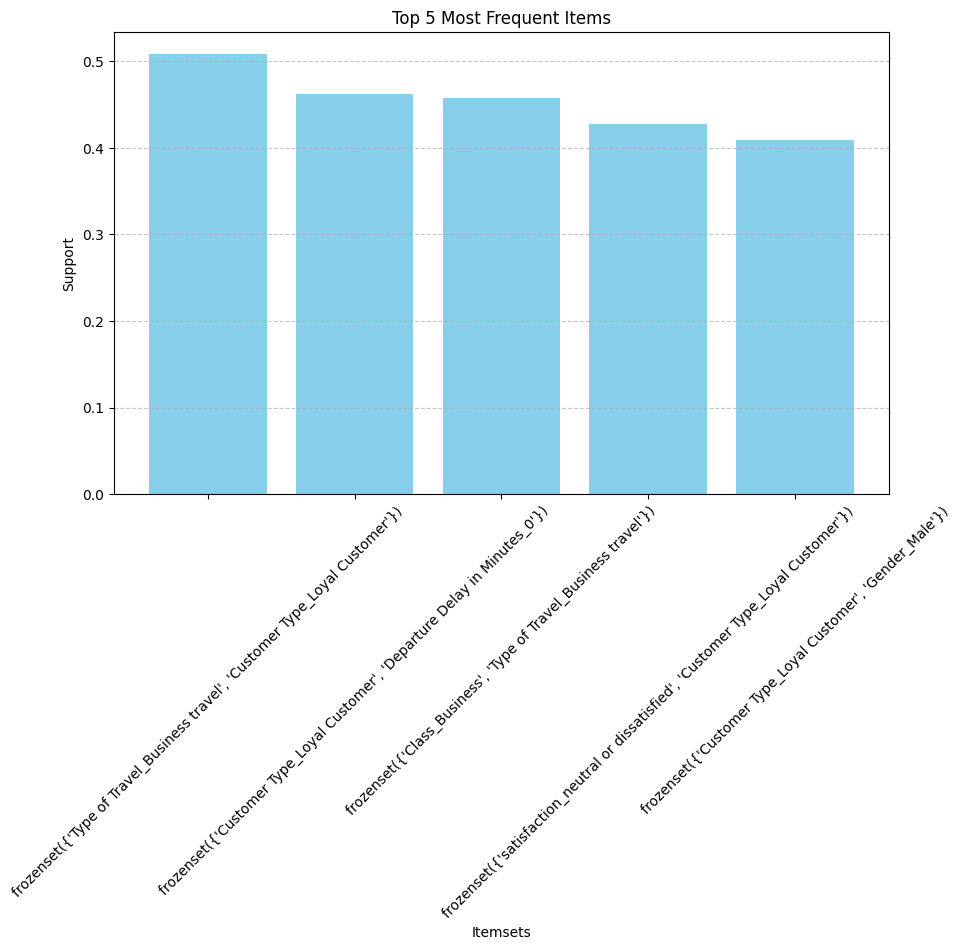 Top 5 Most Frequent Items
Support
0.5
0.4
0.3
0.2
0.1
0.0
frozenset({'Type of Travel_Business travel', 'Customer Type_Loyal Customer'})
frozenset({'Customer Type_Loyal Customer', 'Departure Delay in Minutes_0'})
frozenset({'Class_Business', 'Type of Travel_Business travel'})
frozenset({'satisfaction_neutral or dissatisfied', 'Customer Type_Loyal Customer'})
frozenset({'Customer Type_Loyal Customer', 'Gender_Male'})
Itemsets